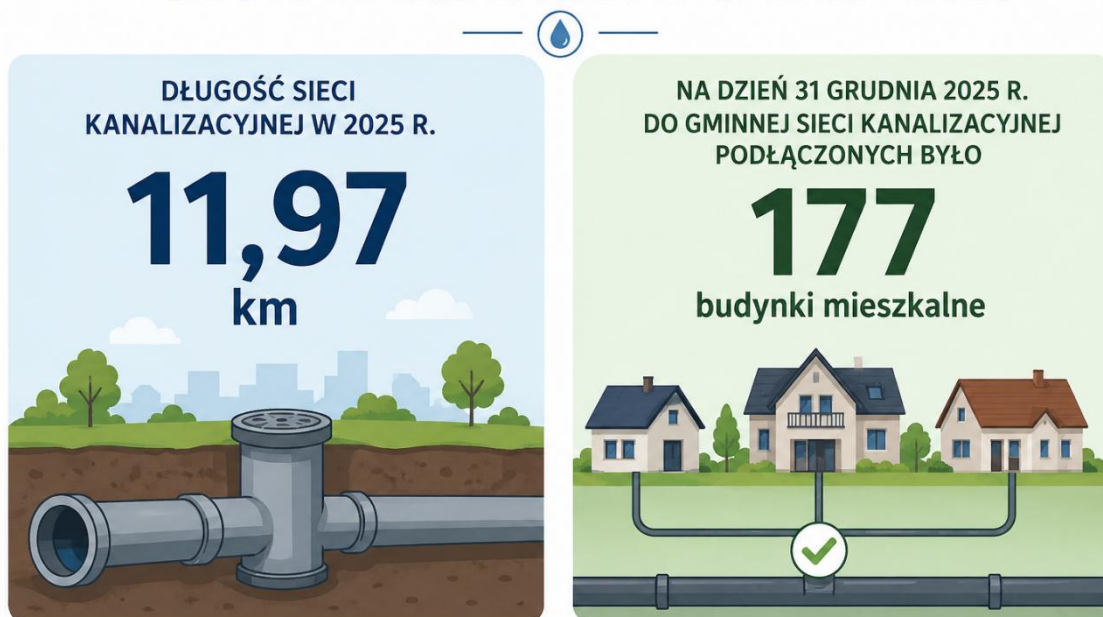 DŁUGOŚĆ SIECI
KANALIZACYJNEJ W 2025 R.
11,97
km
NA DZIEŃ 31 GRUDNIA 2025 R.
DO GMINNEJ SIECI KANALIZACYJNEJ
PODŁĄCZONYCH BYŁO
177
budynki mieszkalne